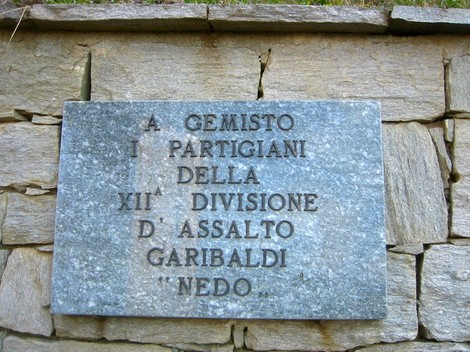 A GEMISTO
I PARTIGIANI
DELLA
XIIᴬ DIVISIONE
D'ASSALTO
GARIBALDI
"NEDO„